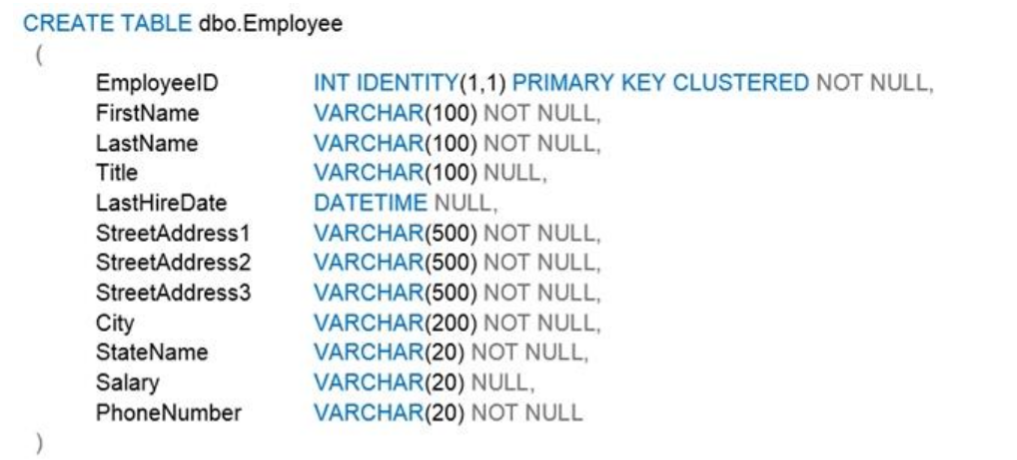 CREATE TABLE dbo.Employee
(
EmployeeID INT IDENTITY(1,1) PRIMARY KEY CLUSTERED NOT NULL,
FirstName VARCHAR(100) NOT NULL,
LastName VARCHAR(100) NOT NULL,
Title VARCHAR(100) NULL,
LastHireDate DATETIME NULL,
StreetAddress1 VARCHAR(500) NOT NULL,
StreetAddress2 VARCHAR(500) NOT NULL,
StreetAddress3 VARCHAR(500) NOT NULL,
City VARCHAR(200) NOT NULL,
StateName VARCHAR(20) NOT NULL,
Salary VARCHAR(20) NULL,
PhoneNumber VARCHAR(20) NOT NULL
)